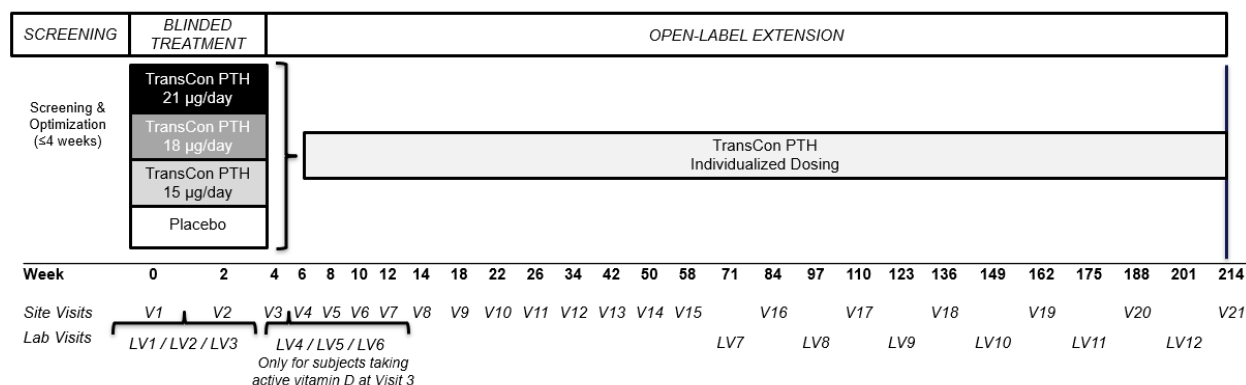 SCREENING
BLINDED
TREATMENT
OPEN-LABEL EXTENSION
Screening &
Optimization
(≤4 weeks)
TransCon PTH
21 µg/day
TransCon PTH
18 µg/day
TransCon PTH
15 µg/day
Placebo
TransCon PTH
Individualized Dosing
Week 0 2 4 6 8 10 12 14 18 22 26 34 42 50 58 71 84 97 110 123 136 149 162 175 188 201 214
Site Visits V1 V2 V3 V4 V5 V6 V7 V8 V9 V10 V11 V12 V13 V14 V15 V16 V17 V18 V19 V20 V21
Lab Visits LV1 / LV2 / LV3 LV4 / LV5 / LV6 LV7 LV8 LV9 LV10 LV11 LV12
Only for subjects taking
active vitamin D at Visit 3